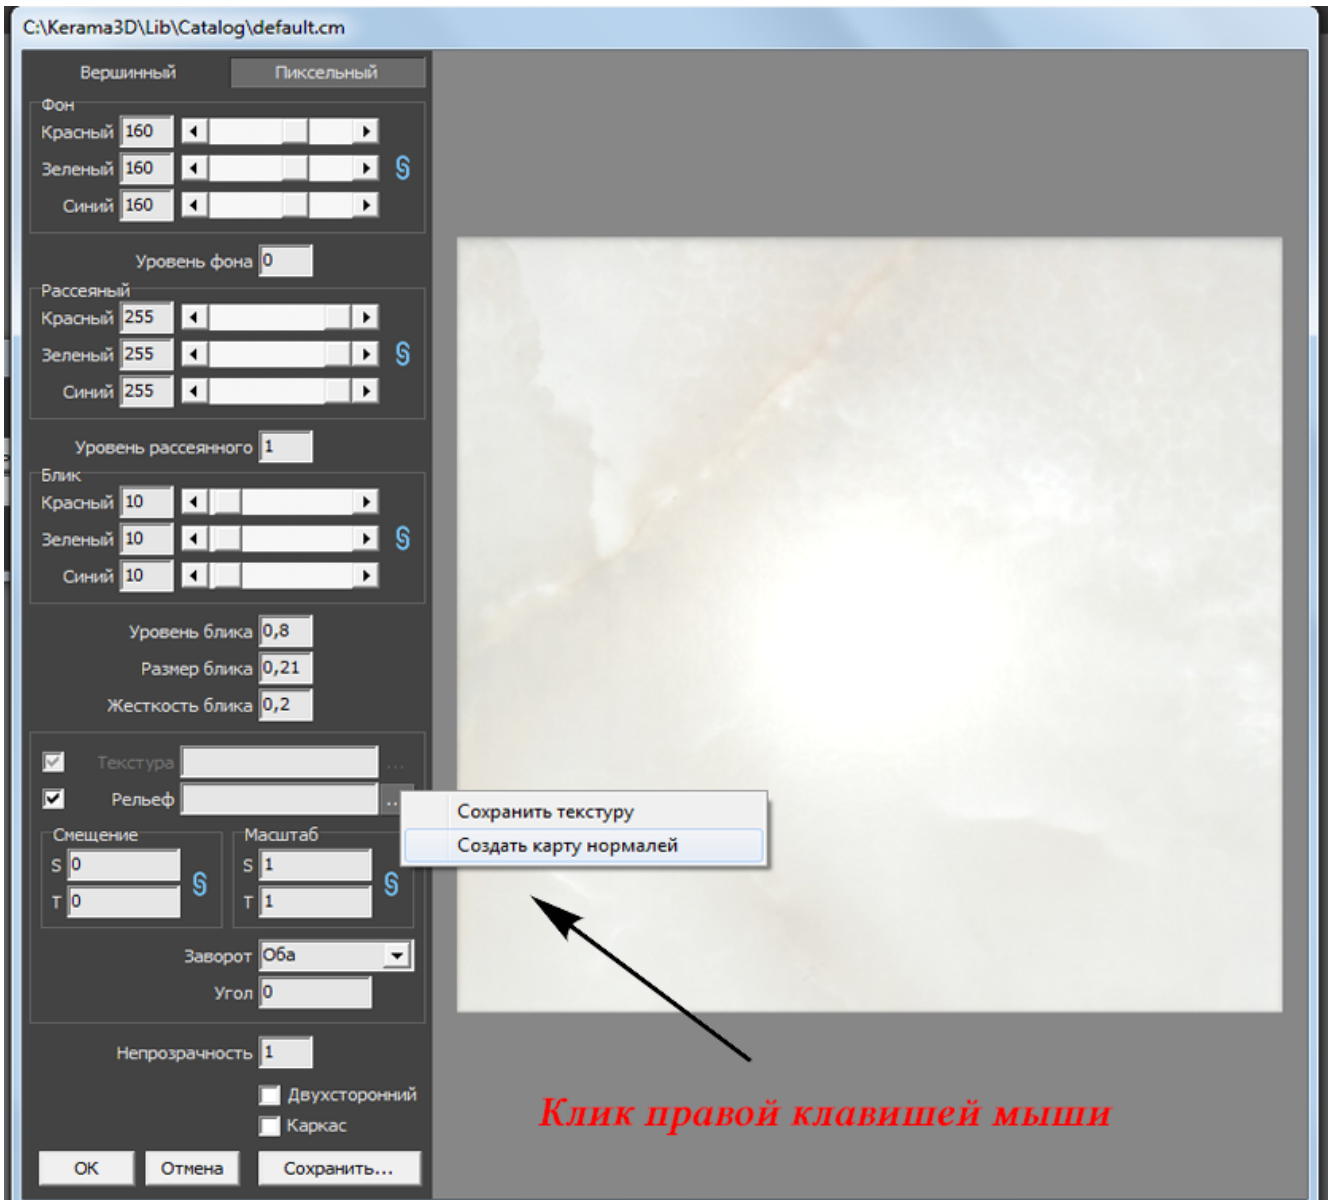 C:\Kerama3D\Lib\Catalog\default.cm
Вершинный Пиксельный
Фон
Красный 160
Зеленый 160
Синий 160
Уровень фона 0
Рассеяный
Красный 255
Зеленый 255
Синий 255
Уровень рассеянного 1
Блик
Красный 10
Зеленый 10
Синий 10
Уровень блика 0,8
Размер блика 0,21
Жесткость блика 0,2
Текстура ...
Рельеф ...
Сохранить текстуру
Создать карту нормалей
Смещение Масштаб
S 0 S 1
T 0 T 1
Заворот Оба
Угол 0
Непрозрачность 1
Двухсторонний
Каркас
OK Отмена Сохранить...
Клик правой клавишей мыши